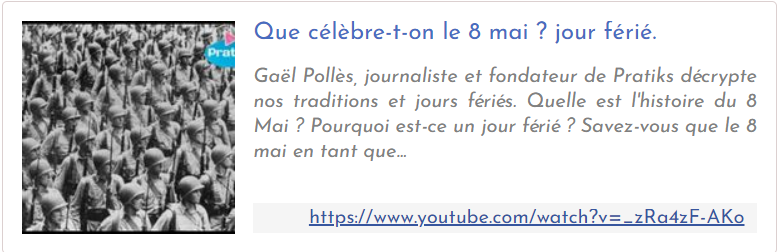 Que célèbre-t-on le 8 mai ? jour férié.
Gaël Pollès, journaliste et fondateur de Pratiks décrypte
nos traditions et jours fériés. Quelle est l'histoire du 8
Mai ? Pourquoi est-ce un jour férié ? Savez-vous que le 8
mai en tant que...
https://www.youtube.com/watch?v=_zRa4zF-AKo